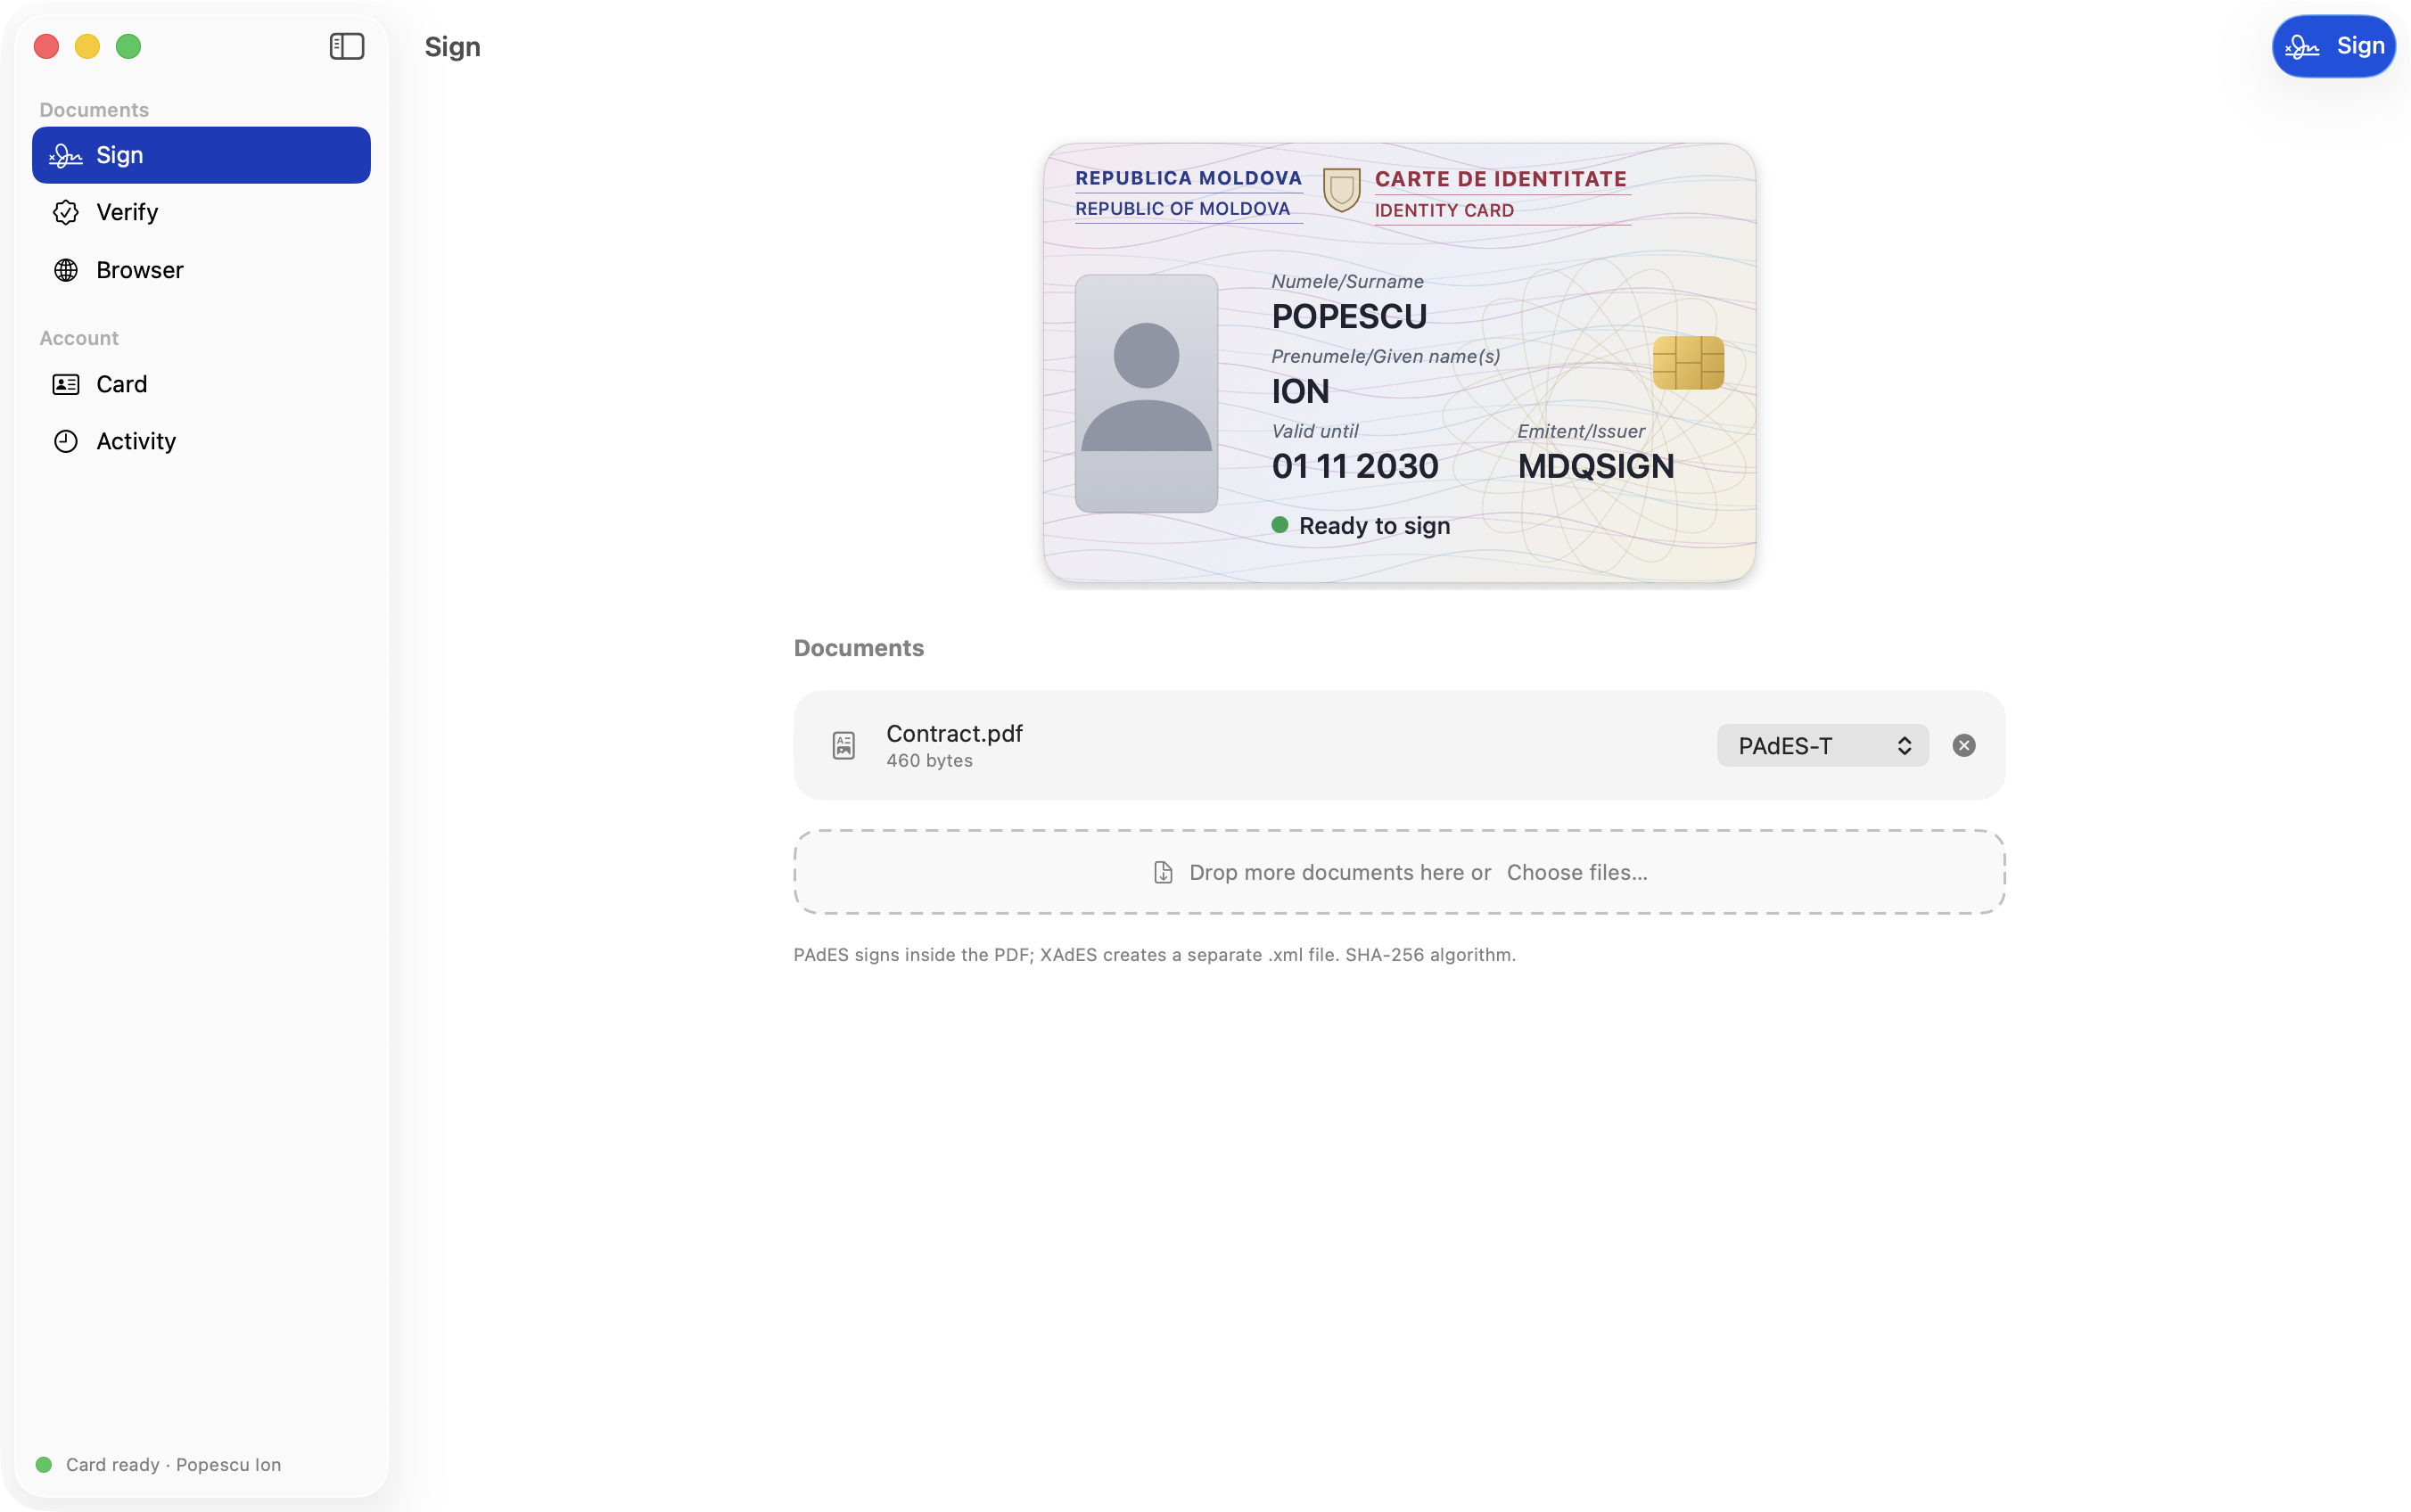 Sign
Sign
Documents
Sign
Verify
Browser
Account
Card
Activity
Card ready · Popescu Ion
REPUBLICA MOLDOVA
REPUBLIC OF MOLDOVA
CARTE DE IDENTITATE
IDENTITY CARD
Numele/Surname
POPESCU
Prenumele/Given name(s)
ION
Valid until
01 11 2030
Emitent/Issuer
MDQSIGN
Ready to sign
Documents
Contract.pdf
460 bytes
PAdES-T
Drop more documents here or Choose files...
PAdES signs inside the PDF; XAdES creates a separate .xml file. SHA-256 algorithm.